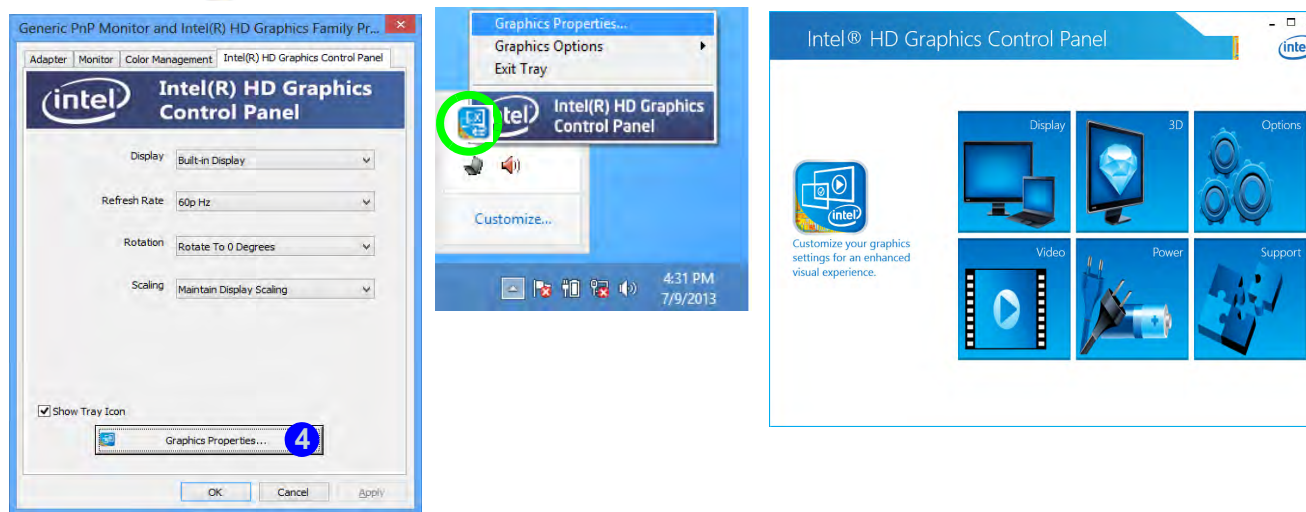 Generic PnP Monitor and Intel(R) HD Graphics Family Pr...
Adapter
Monitor
Color Management
Intel(R) HD Graphics Control Panel
intel
Intel(R) HD Graphics
Control Panel
Display
Built-in Display
Refresh Rate
60p Hz
Rotation
Rotate To 0 Degrees
Scaling
Maintain Display Scaling
Show Tray Icon
Graphics Properties...
4
OK
Cancel
Apply
Graphics Properties...
Graphics Options
Exit Tray
tel
Intel(R) HD Graphics
Control Panel
Customize...
4:31 PM
7/9/2013
Intel® HD Graphics Control Panel
inte
intel
Customize your graphics
settings for an enhanced
visual experience.
Display
3D
Options
Video
Power
Support